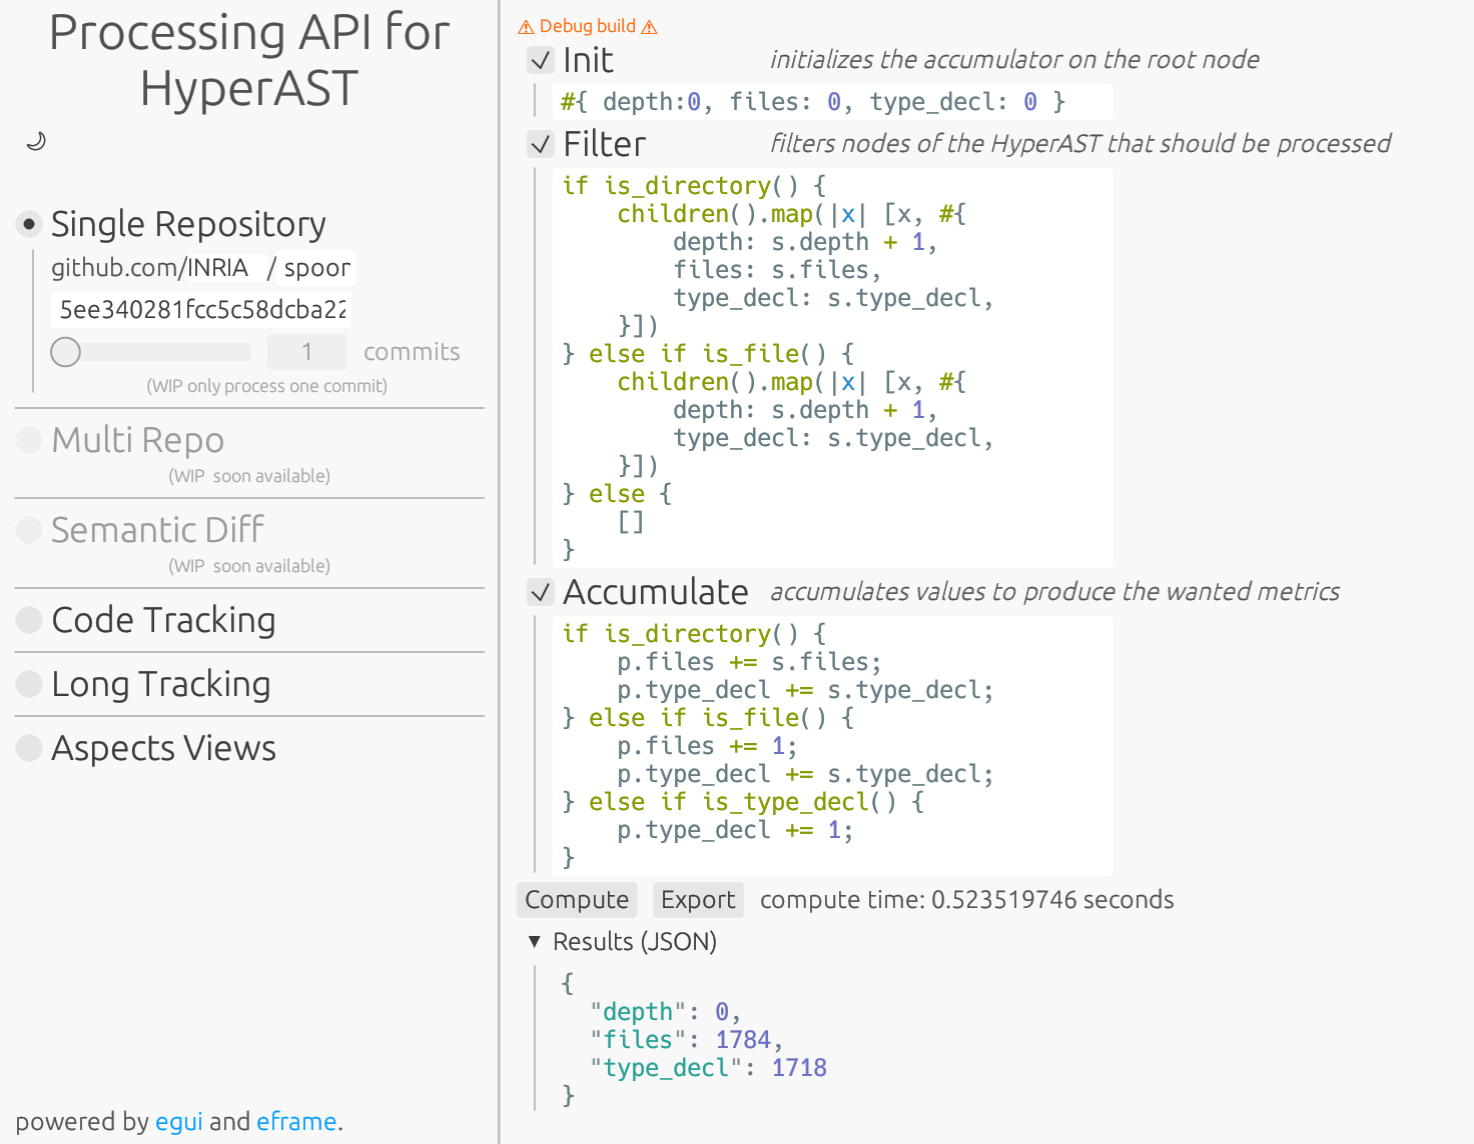 Processing API for
HyperAST
Single Repository
github.com/INRIA / spoon
5ee340281fcc5c58dcba22
1 commits
(WIP only process one commit)
Multi Repo
(WIP soon available)
Semantic Diff
(WIP soon available)
Code Tracking
Long Tracking
Aspects Views
powered by egui and eframe.
⚠ Debug build ⚠
Init initializes the accumulator on the root node
#{ depth:0, files: 0, type_decl: 0 }
Filter filters nodes of the HyperAST that should be processed
if is_directory() {
    children().map(|x| [x, #{
        depth: s.depth + 1,
        files: s.files,
        type_decl: s.type_decl,
    }])
} else if is_file() {
    children().map(|x| [x, #{
        depth: s.depth + 1,
        type_decl: s.type_decl,
    }])
} else {
    []
}
Accumulate accumulates values to produce the wanted metrics
if is_directory() {
    p.files += s.files;
    p.type_decl += s.type_decl;
} else if is_file() {
    p.files += 1;
    p.type_decl += s.type_decl;
} else if is_type_decl() {
    p.type_decl += 1;
}
Compute Export compute time: 0.523519746 seconds
▼ Results (JSON)
{
  "depth": 0,
  "files": 1784,
  "type_decl": 1718
}